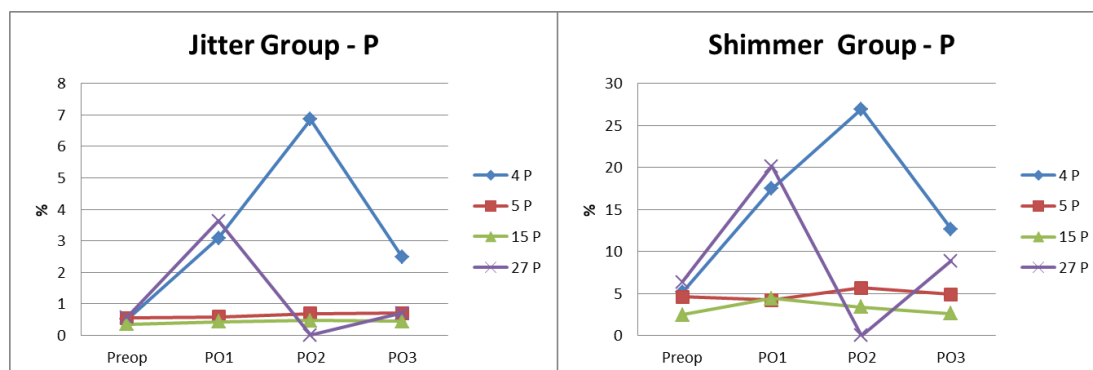 Jitter Group - P
8
7
6
5
4
3
2
1
0
%
Preop PO1 PO2 PO3
4 P
5 P
15 P
27 P
Shimmer Group - P
30
25
20
15
10
5
0
%
Preop PO1 PO2 PO3
4 P
5 P
15 P
27 P